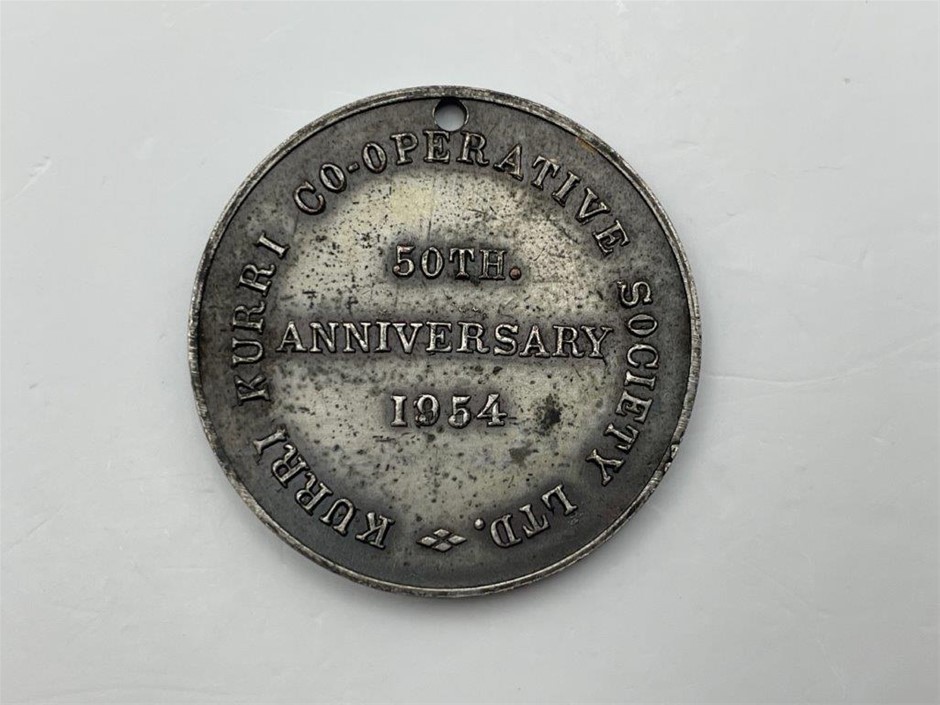 KURRI KURRI CO-OPERATIVE SOCIETY LTD.
50TH.
ANNIVERSARY
1954